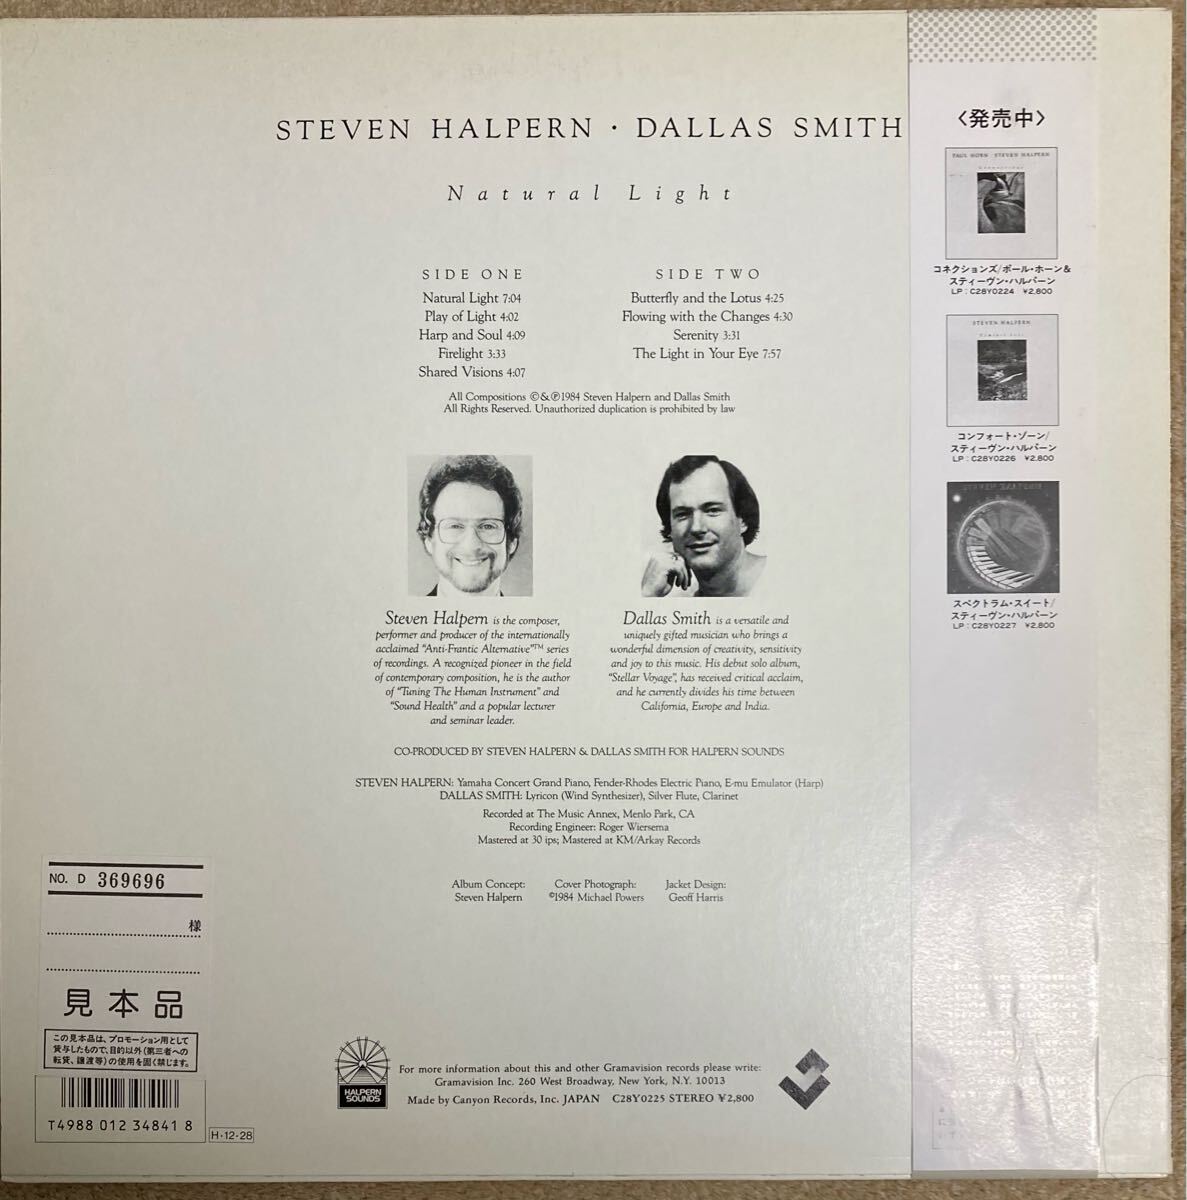 STEVEN HALPERN · DALLAS SMITH
Natural Light
SIDE ONE
Natural Light 7:04
Play of Light 4:02
Harp and Soul 4:09
Firelight 3:33
Shared Visions 4:07
SIDE TWO
Butterfly and the Lotus 4:25
Flowing with the Changes 4:30
Serenity 3:31
The Light in Your Eye 7:57
All Compositions ©&℗1984 Steven Halpern and Dallas Smith
All Rights Reserved. Unauthorized duplication is prohibited by law
Steven Halpern is the composer,
performer and producer of the internationally
acclaimed “Anti-Frantic Alternative”™ series
of recordings. A recognized pioneer in the field
of contemporary composition, he is the author
of “Tuning The Human Instrument” and
“Sound Health” and a popular lecturer
and seminar leader.
Dallas Smith is a versatile and
uniquely gifted musician who brings a
wonderful dimension of creativity, sensitivity
and joy to this music. His debut solo album,
“Stellar Voyage”, has received critical acclaim,
and he currently divides his time between
California, Europe and India.
CO-PRODUCED BY STEVEN HALPERN & DALLAS SMITH FOR HALPERN SOUNDS
STEVEN HALPERN: Yamaha Concert Grand Piano, Fender-Rhodes Electric Piano, E-mu Emulator (Harp)
DALLAS SMITH: Lyricon (Wind Synthesizer), Silver Flute, Clarinet
Recorded at The Music Annex, Menlo Park, CA
Recording Engineer: Roger Wiersema
Mastered at 30 ips; Mastered at KM/Arkay Records
Album Concept:
Steven Halpern
Cover Photograph:
©1984 Michael Powers
Jacket Design:
Geoff Harris
HALPERN
SOUNDS
For more information about this and other Gramavision records please write:
Gramavision Inc. 260 West Broadway, New York, N.Y. 10013
Made by Canyon Records, Inc. JAPAN C28Y0225 STEREO ¥2,800
NO. D 369696
様
見本品
この見本品は、プロモーション用として
貸与したもので、目的以外(第三者への
転貸、譲渡等)の使用を固く禁じます。
T4988 012 34841 8
H·12·28
〈発売中〉
PAUL HORN · STEVEN HALPERN
Connections
コネクションズ/ポール・ホーン&
スティーヴン・ハルパーン
LP:C28Y0224 ¥2,800
STEVEN HALPERN
Comfort Zone
コンフォート・ゾーン/
スティーヴン・ハルパーン
LP:C28Y0226 ¥2,800
スペクトラム・スイート/
スティーヴン・ハルパーン
LP:C28Y0227 ¥2,800